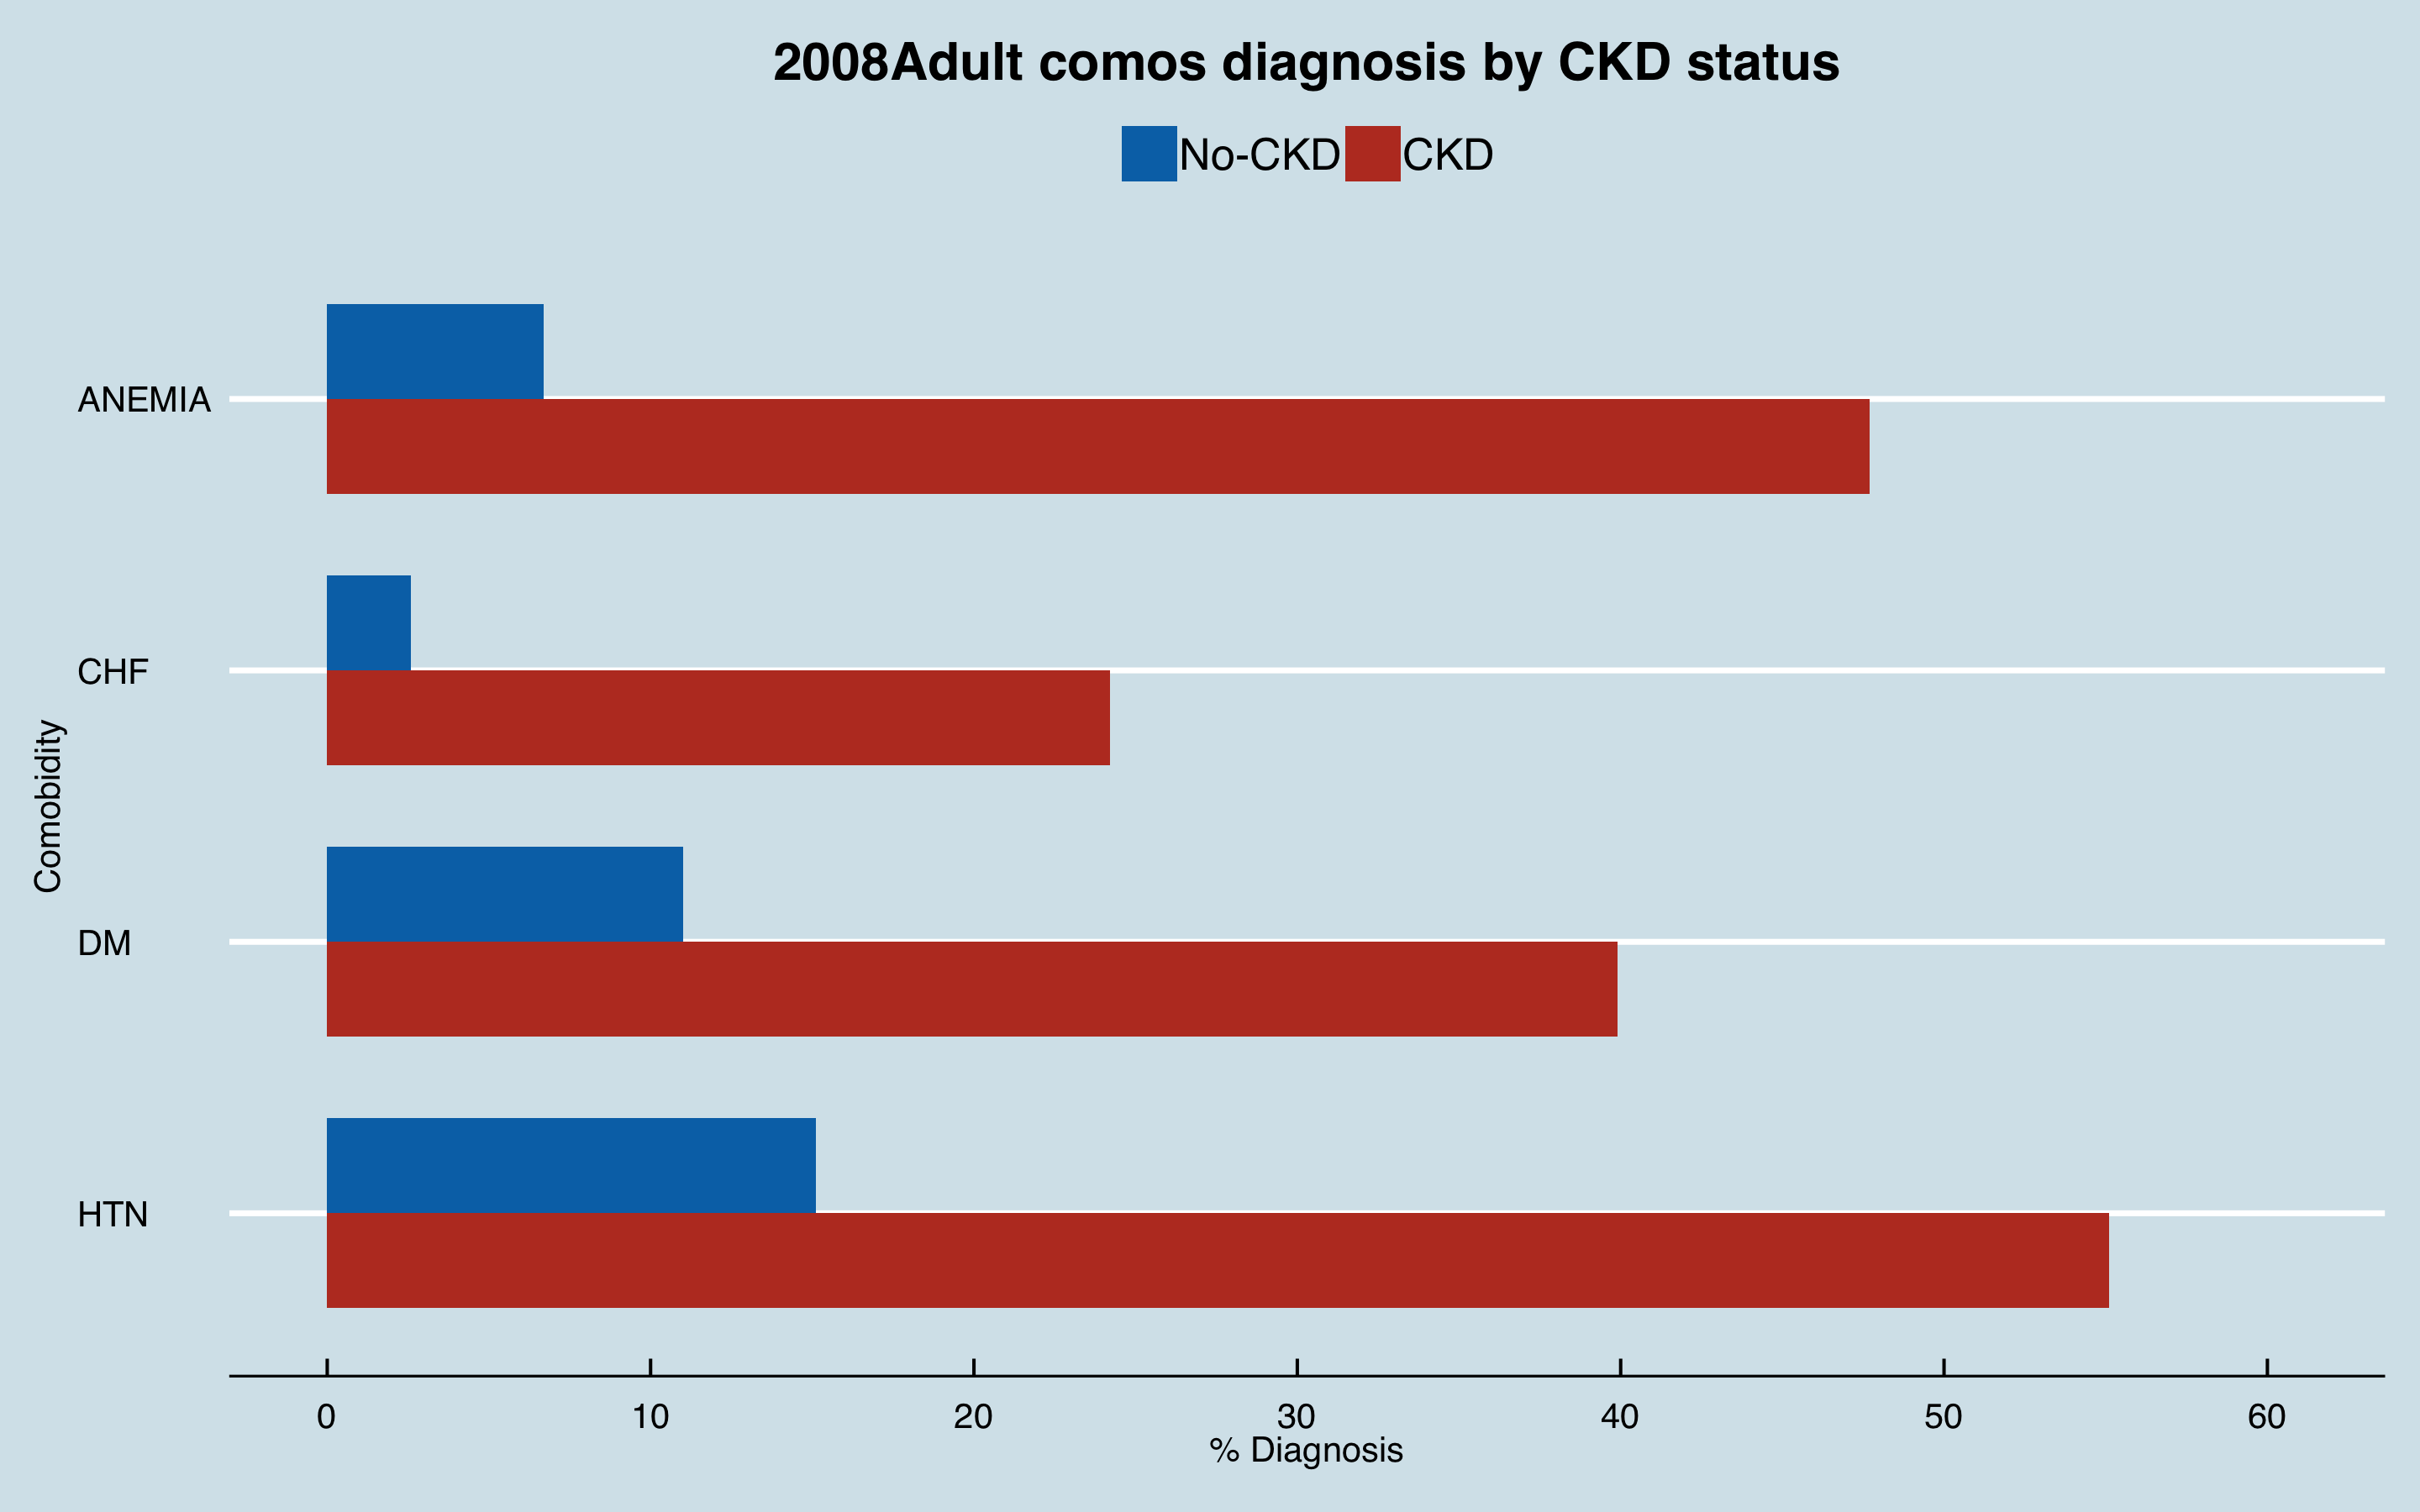 2008Adult comos diagnosis by CKD status
No-CKD CKD
ANEMIA
CHF
DM
HTN
Comobidity
0 10 20 30 40 50 60
% Diagnosis